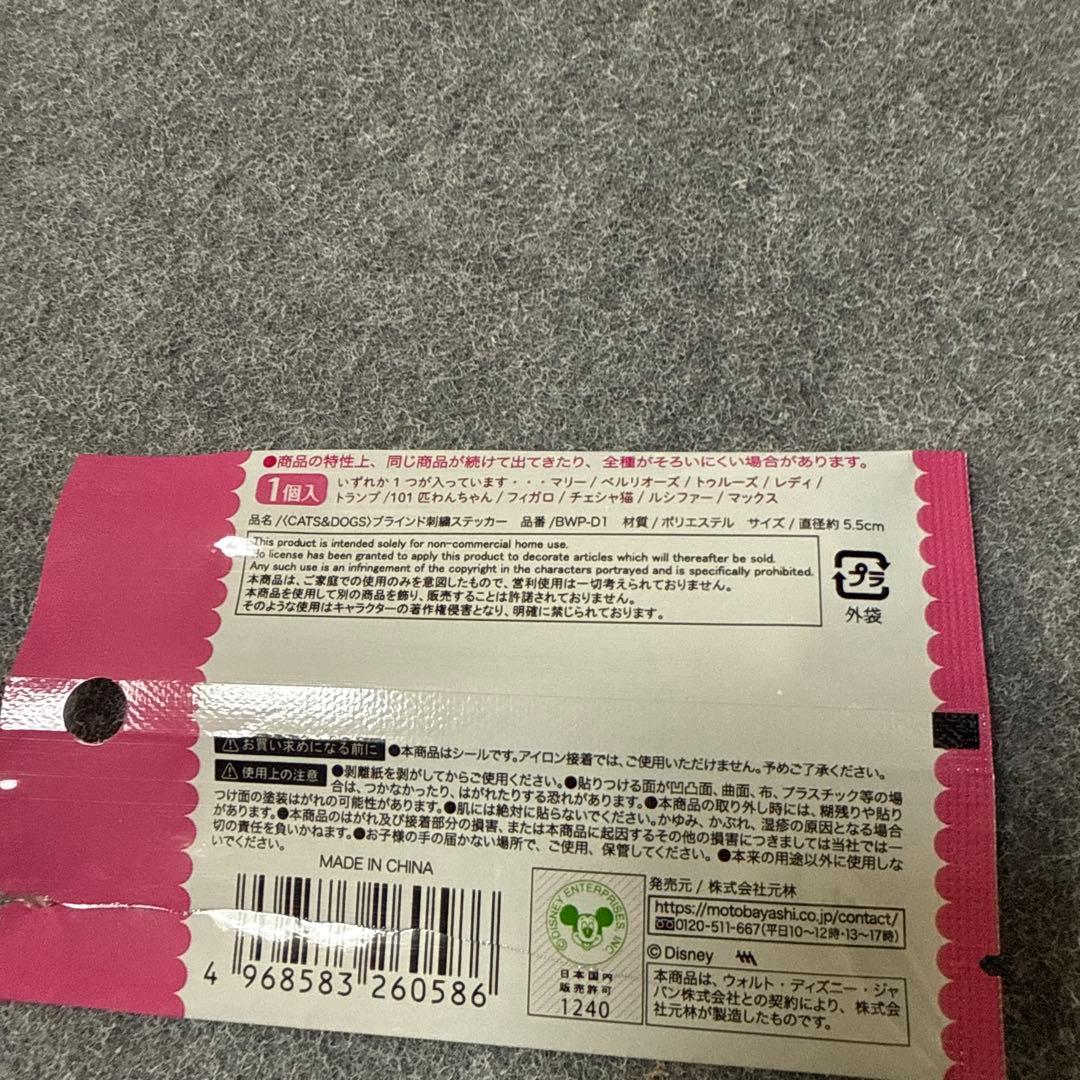 ●商品の特性上、同じ商品が続けて出てきたり、全種がそろいにくい場合があります。
1個入
いずれか1つが入っています・・・マリー/ベルリオーズ/トゥルーズ/レディ/
トランプ/101匹わんちゃん/フィガロ/チェシャ猫/ルシファー/マックス
品名/〈CATS&DOGS〉ブラインド刺繍ステッカー 品番/BWP-D1 材質/ポリエステル サイズ/直径約5.5cm
This product is intended solely for non-commercial home use.
No license has been granted to apply this product to decorate articles which will thereafter be sold.
Any such use is an infringement of the copyright in the characters portrayed and is specifically prohibited.
本商品は、ご家庭での使用のみを意図したもので、営利使用は一切考えられておりません。
本商品を使用して別の商品を飾り、販売することは許諾されておりません。
そのような使用はキャラクターの著作権侵害となり、明確に禁じられております。
プラ
外袋
お買い求めになる前に ●本商品はシールです。アイロン接着では、ご使用いただけません。予めご了承ください。
使用上の注意 ●剥離紙を剥がしてからご使用ください。●貼りつける面が凹凸面、曲面、布、プラスチック等の場
合は、つかなかったり、はがれたりする恐れがあります。●本商品の取り外し時には、糊残りや貼り
つけ面の塗装はがれの可能性があります。●肌には絶対に貼らないでください。かゆみ、かぶれ、湿疹の原因となる場合
があります。●本商品のはがれ及び接着部分の損害、または本商品に起因するその他の損害につきましては当社では一
切の責任を負いかねます。●お子様の手の届かない場所で、ご使用、保管してください。●本来の用途以外に使用しな
いでください。
MADE IN CHINA
4 968583 260586
©DISNEY ENTERPRISES, INC.
日本国内
販売許可
1240
発売元/株式会社元林
https://motobayashi.co.jp/contact/
0120-511-667(平日10〜12時・13〜17時)
©Disney
本商品は、ウォルト・ディズニー・ジャ
パン株式会社との契約により、株式会
社元林が製造したものです。